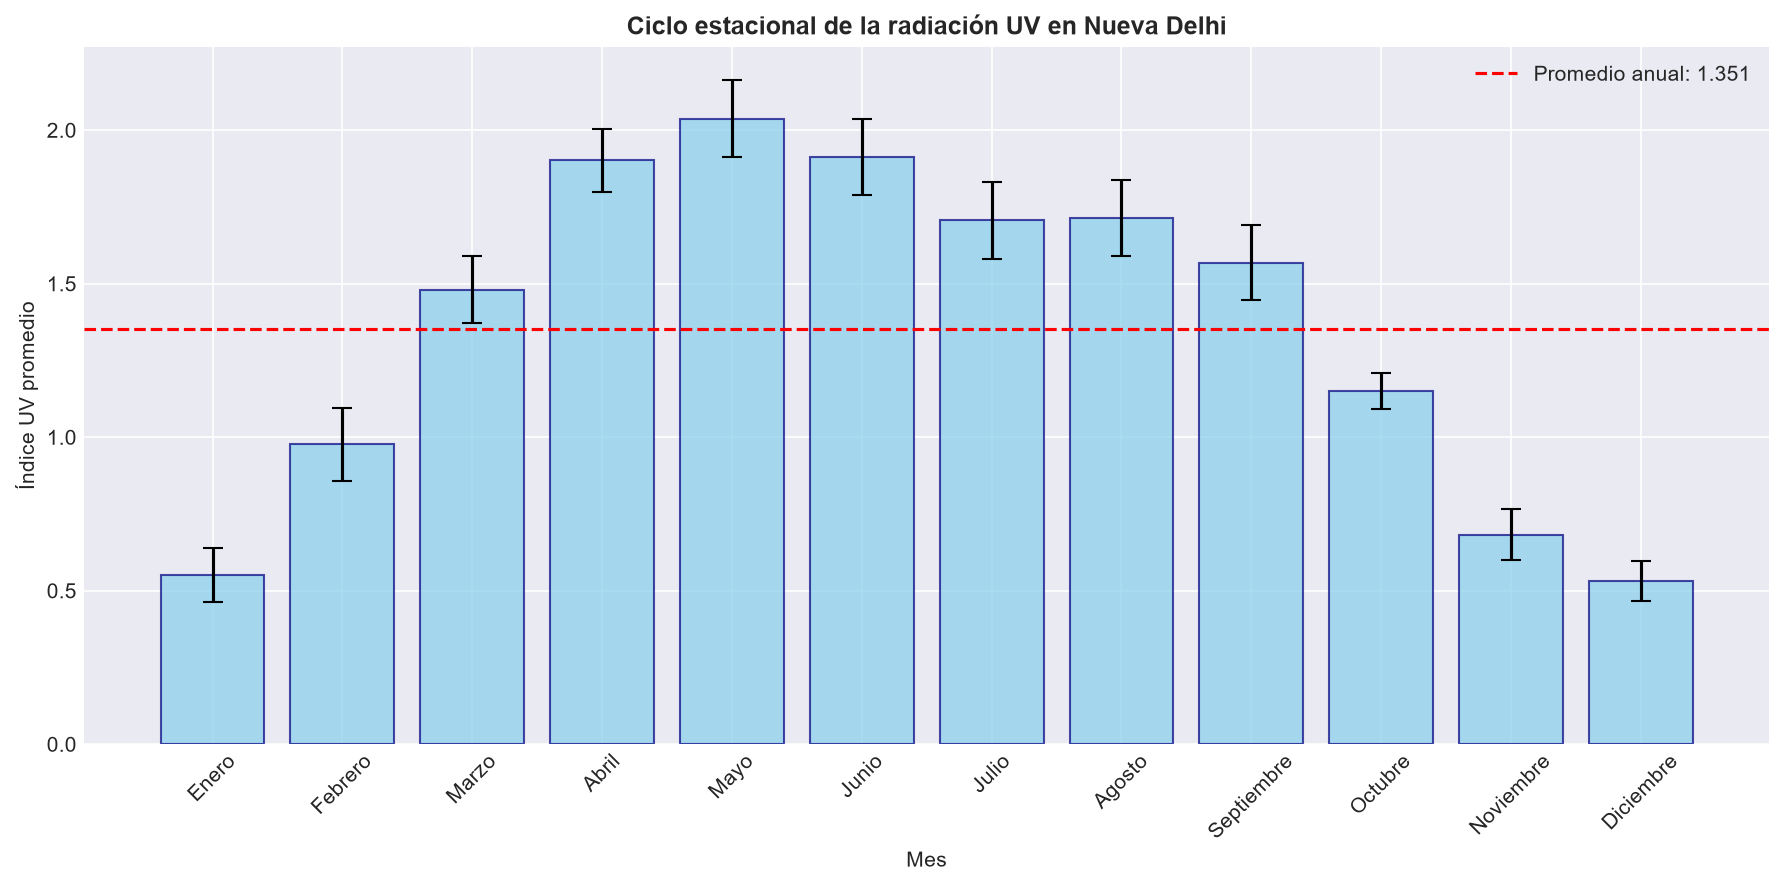 Ciclo estacional de la radiación UV en Nueva Delhi
Promedio anual: 1.351
Índice UV promedio
2.0
1.5
1.0
0.5
0.0
Enero
Febrero
Marzo
Abril
Mayo
Junio
Julio
Agosto
Septiembre
Octubre
Noviembre
Diciembre
Mes